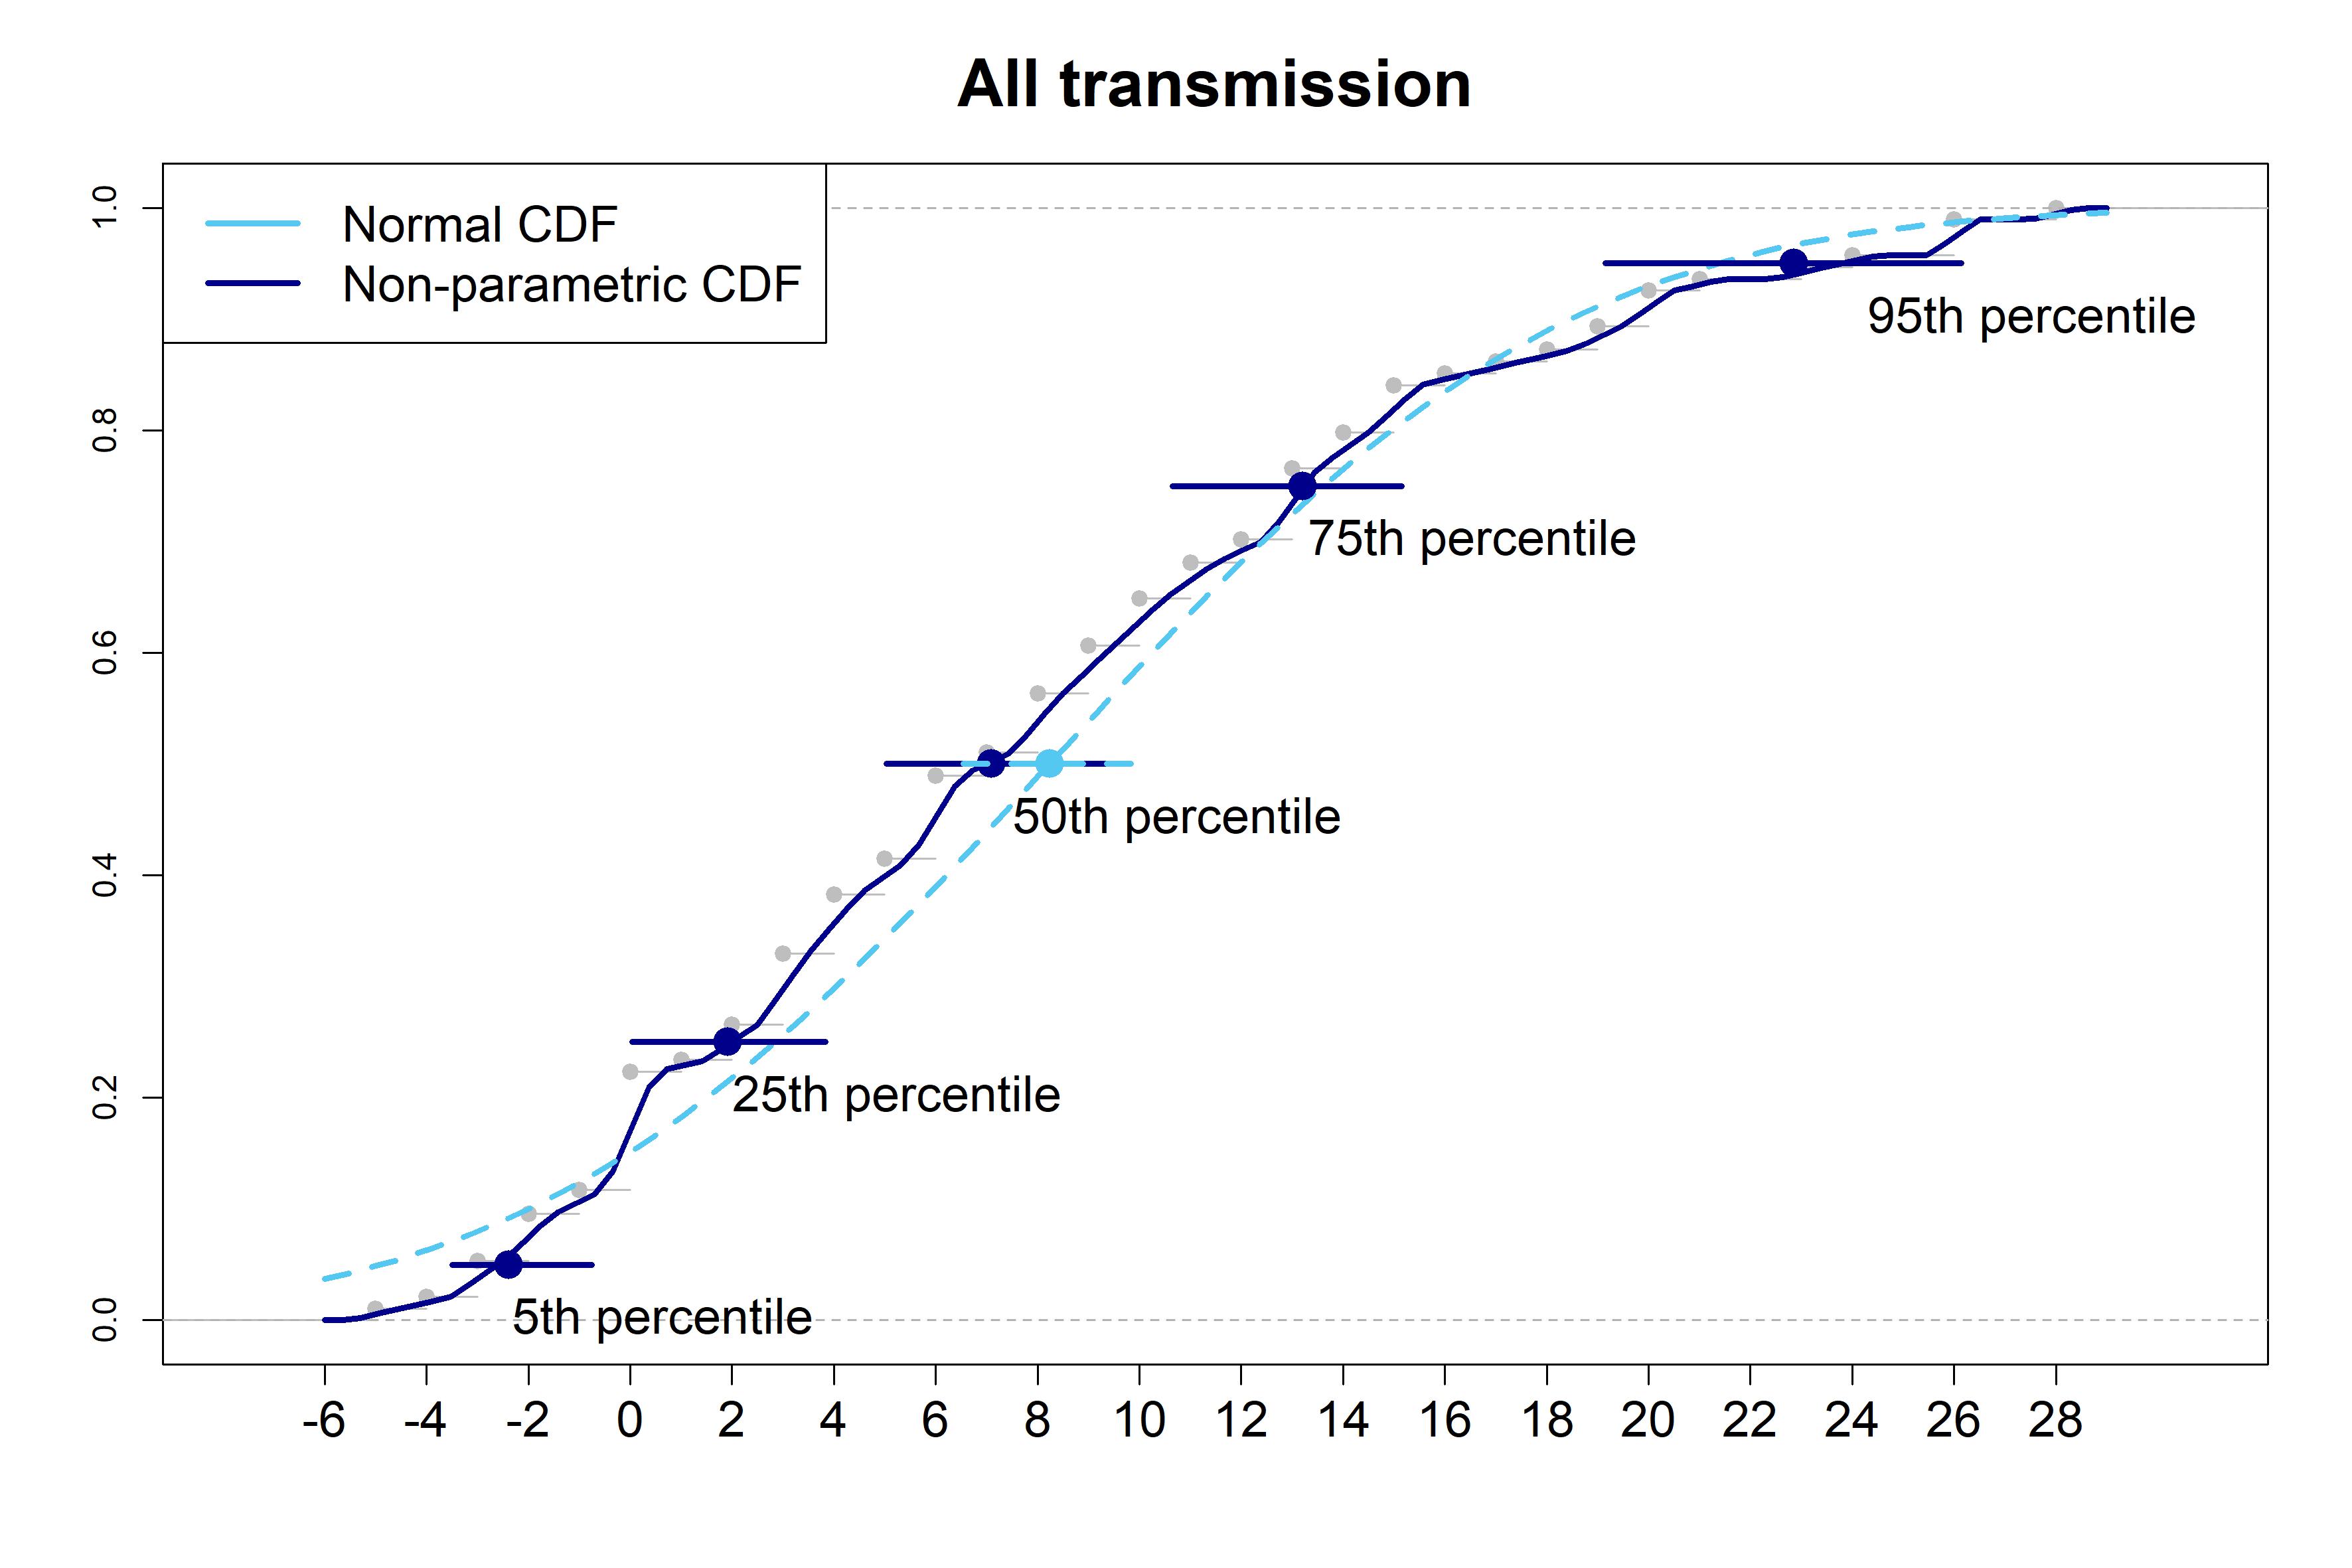 All transmission
Normal CDF
Non-parametric CDF
1.0
0.8
0.6
0.4
0.2
0.0
95th percentile
75th percentile
50th percentile
25th percentile
5th percentile
-6 -4 -2 0 2 4 6 8 10 12 14 16 18 20 22 24 26 28